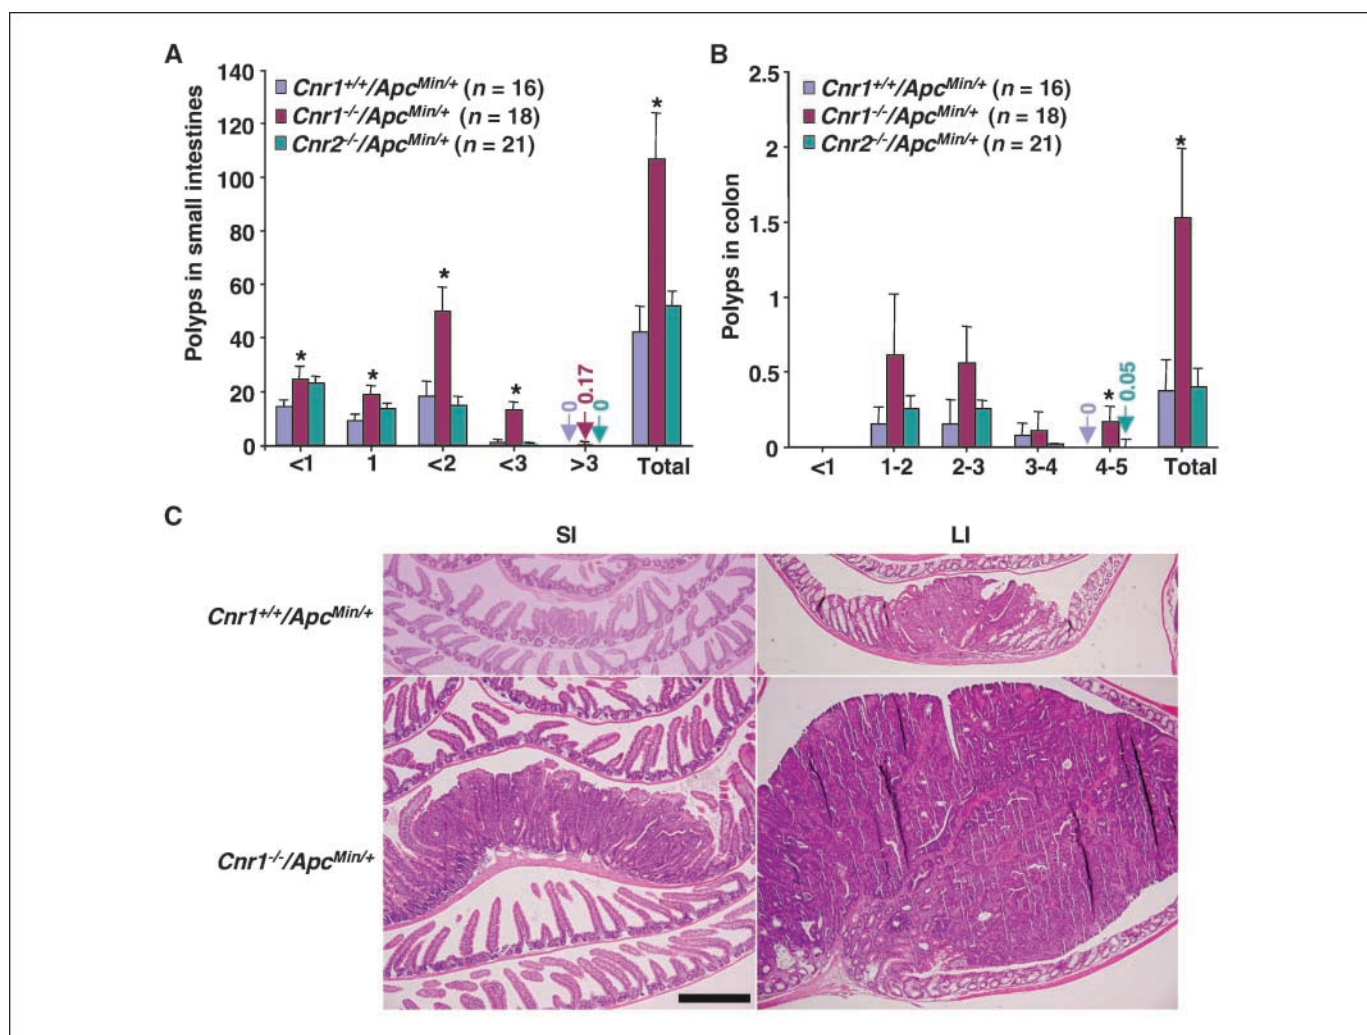 A
Polyps in small intestines
140
120
100
80
60
40
20
0
Cnr1+/+/ApcMin/+ (n = 16)
Cnr1-/-/ApcMin/+ (n = 18)
Cnr2-/-/ApcMin/+ (n = 21)
* * * * *
0 0.17 0
<1 1 <2 <3 >3 Total
B
Polyps in colon
2.5
2
1.5
1
0.5
0
Cnr1+/+/ApcMin/+ (n = 16)
Cnr1-/-/ApcMin/+ (n = 18)
Cnr2-/-/ApcMin/+ (n = 21)
* *
0 0.05
<1 1-2 2-3 3-4 4-5 Total
C
SI LI
Cnr1+/+/ApcMin/+
Cnr1-/-/ApcMin/+